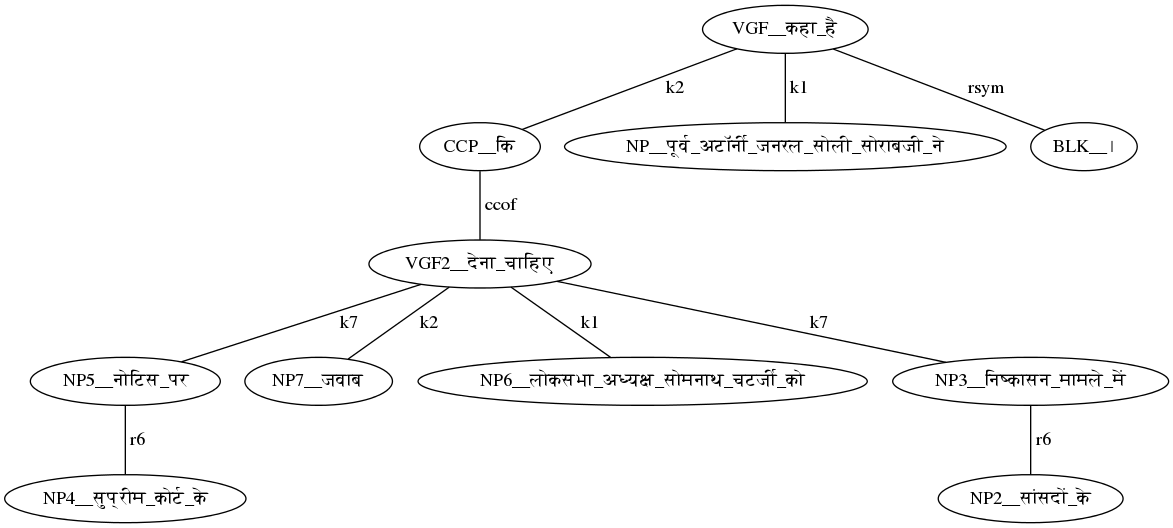 VGF__कहा_है
k2 k1 rsym
CCP__कि NP__पूर्व_अटॉर्नी_जनरल_सोली_सोराबजी_ने BLK__।
ccof
VGF2__देना_चाहिए
k7 k2 k1 k7
NP5__नोटिस_पर NP7__जवाब NP6__लोकसभा_अध्यक्ष_सोमनाथ_चटर्जी_को NP3__निष्कासन_मामले_में
r6 r6
NP4__सुप्रीम_कोर्ट_के NP2__सांसदों_के